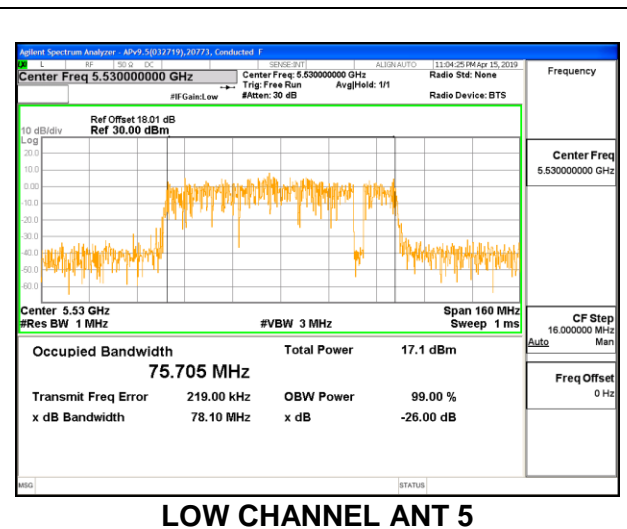 Agilent Spectrum Analyzer - APv9.5(032719),20773, Conducted F
L RF 50 Ω DC SENSE:INT ALIGN AUTO 11:04:25 PM Apr 15, 2019
Center Freq 5.530000000 GHz Center Freq: 5.530000000 GHz Radio Std: None
Trig: Free Run Avg|Hold: 1/1
#IFGain:Low #Atten: 30 dB Radio Device: BTS
Frequency
Ref Offset 18.01 dB
10 dB/div Ref 30.00 dBm
Log
20.0
10.0
0.00
-10.0
-20.0
-30.0
-40.0
-50.0
-60.0
Center Freq
5.530000000 GHz
Center 5.53 GHz Span 160 MHz
#Res BW 1 MHz #VBW 3 MHz Sweep 1 ms
CF Step
16.000000 MHz
Auto Man
Occupied Bandwidth Total Power 17.1 dBm
75.705 MHz
Transmit Freq Error 219.00 kHz OBW Power 99.00 %
x dB Bandwidth 78.10 MHz x dB -26.00 dB
Freq Offset
0 Hz
MSG STATUS
LOW CHANNEL ANT 5